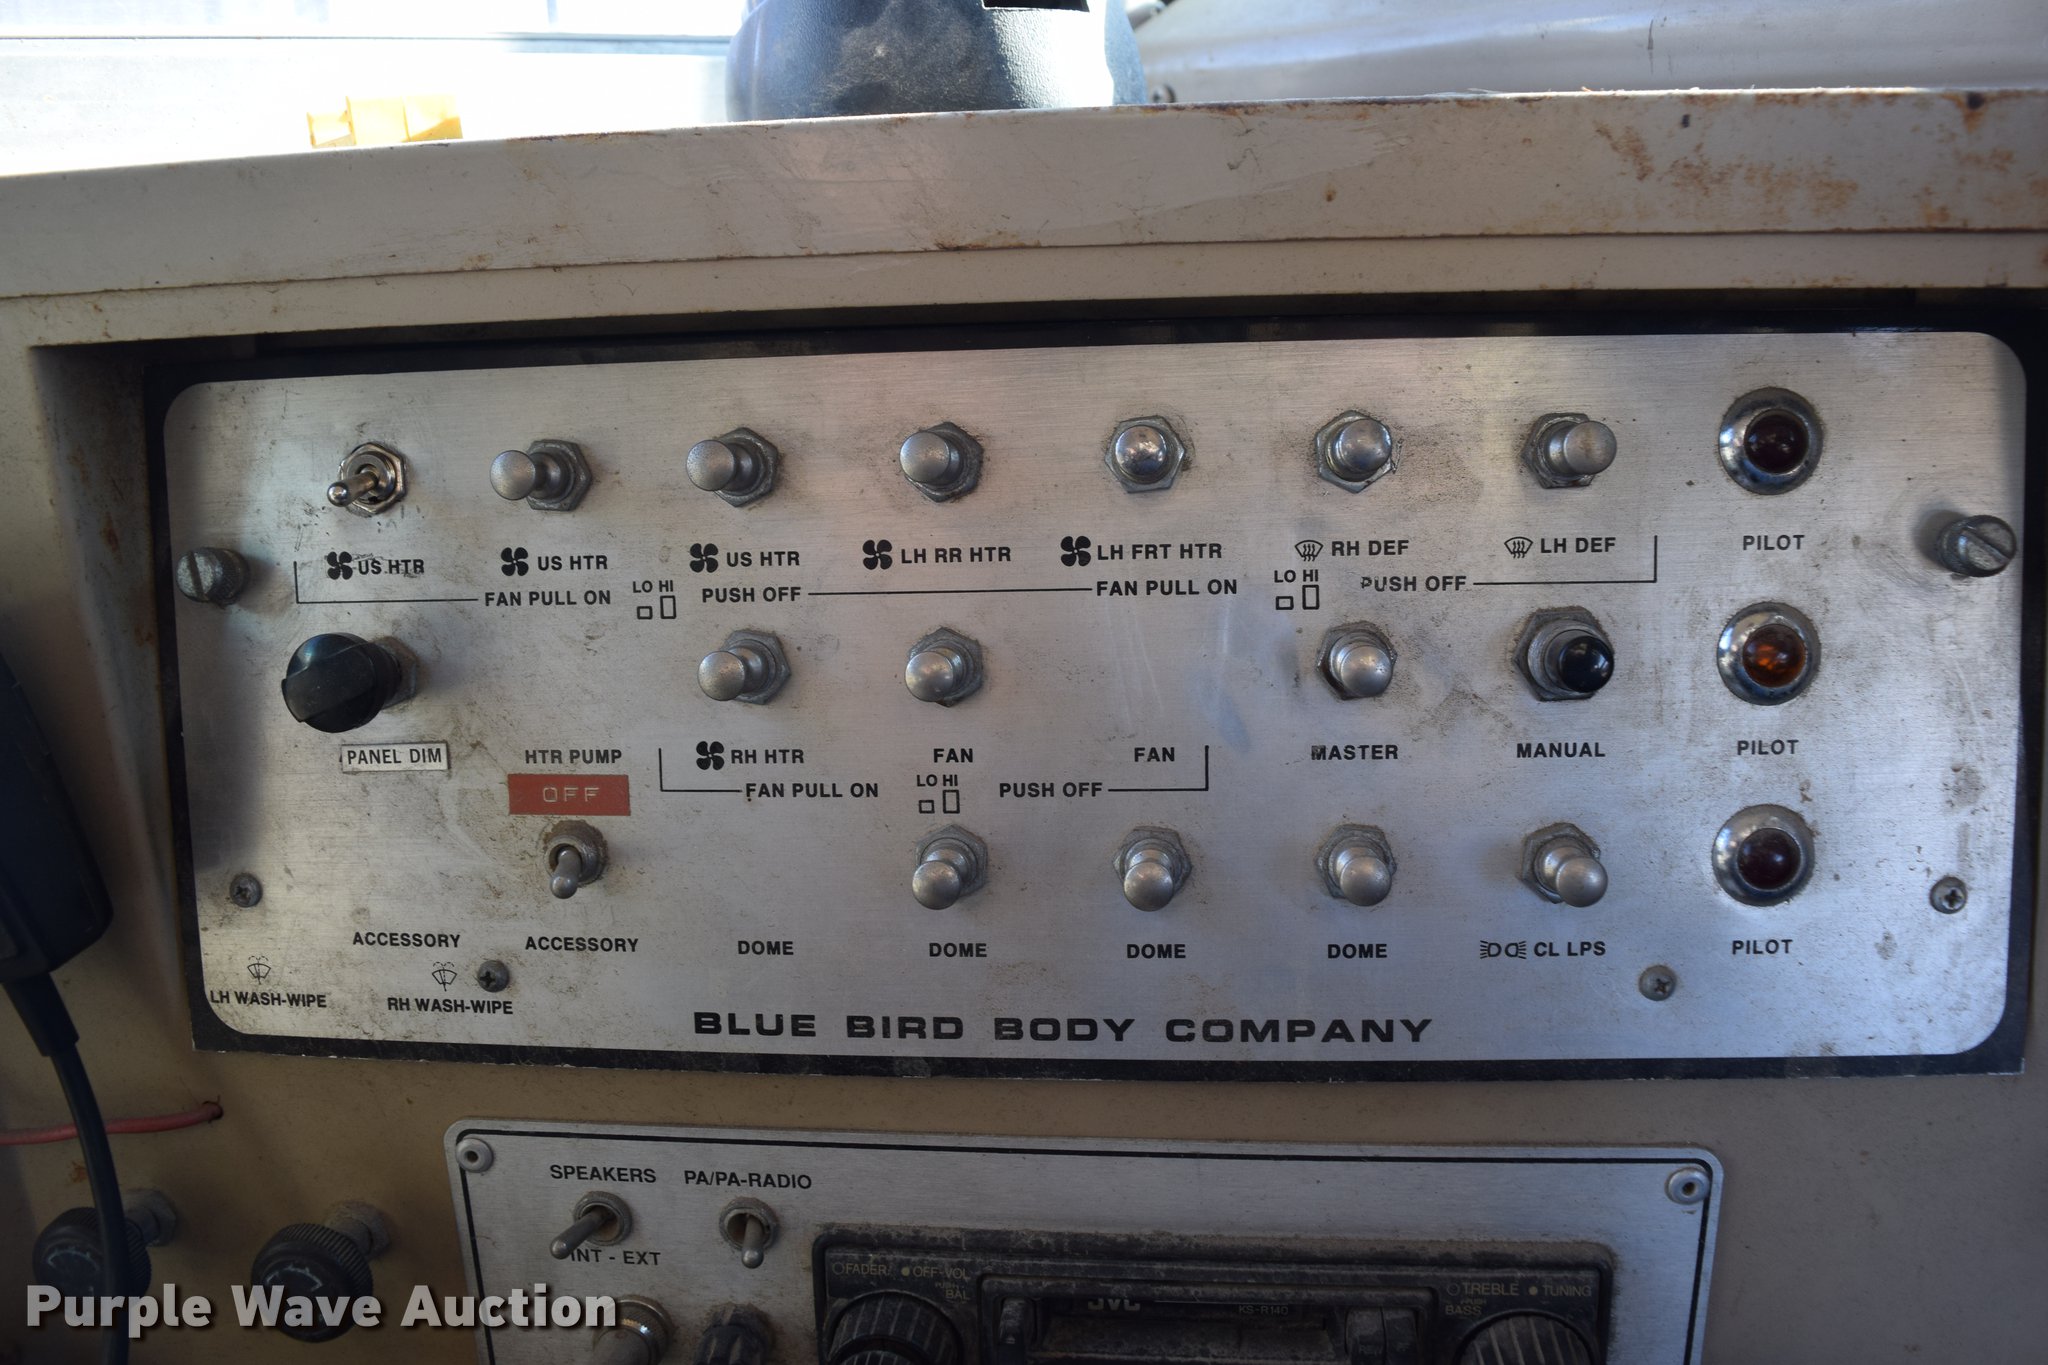 US HTR US HTR US HTR LH RR HTR LH FRT HTR RH DEF LH DEF PILOT
FAN PULL ON LO HI PUSH OFF FAN PULL ON LO HI PUSH OFF
PANEL DIM HTR PUMP RH HTR FAN FAN MASTER MANUAL PILOT
OFF FAN PULL ON LO HI PUSH OFF
ACCESSORY ACCESSORY DOME DOME DOME DOME CL LPS PILOT
LH WASH-WIPE RH WASH-WIPE
BLUE BIRD BODY COMPANY
SPEAKERS PA/PA-RADIO
INT - EXT
FADER OFF-VOL TREBLE TUNING
PUSH BAL PUSH BASS
JVC KS-R140
Purple Wave Auction